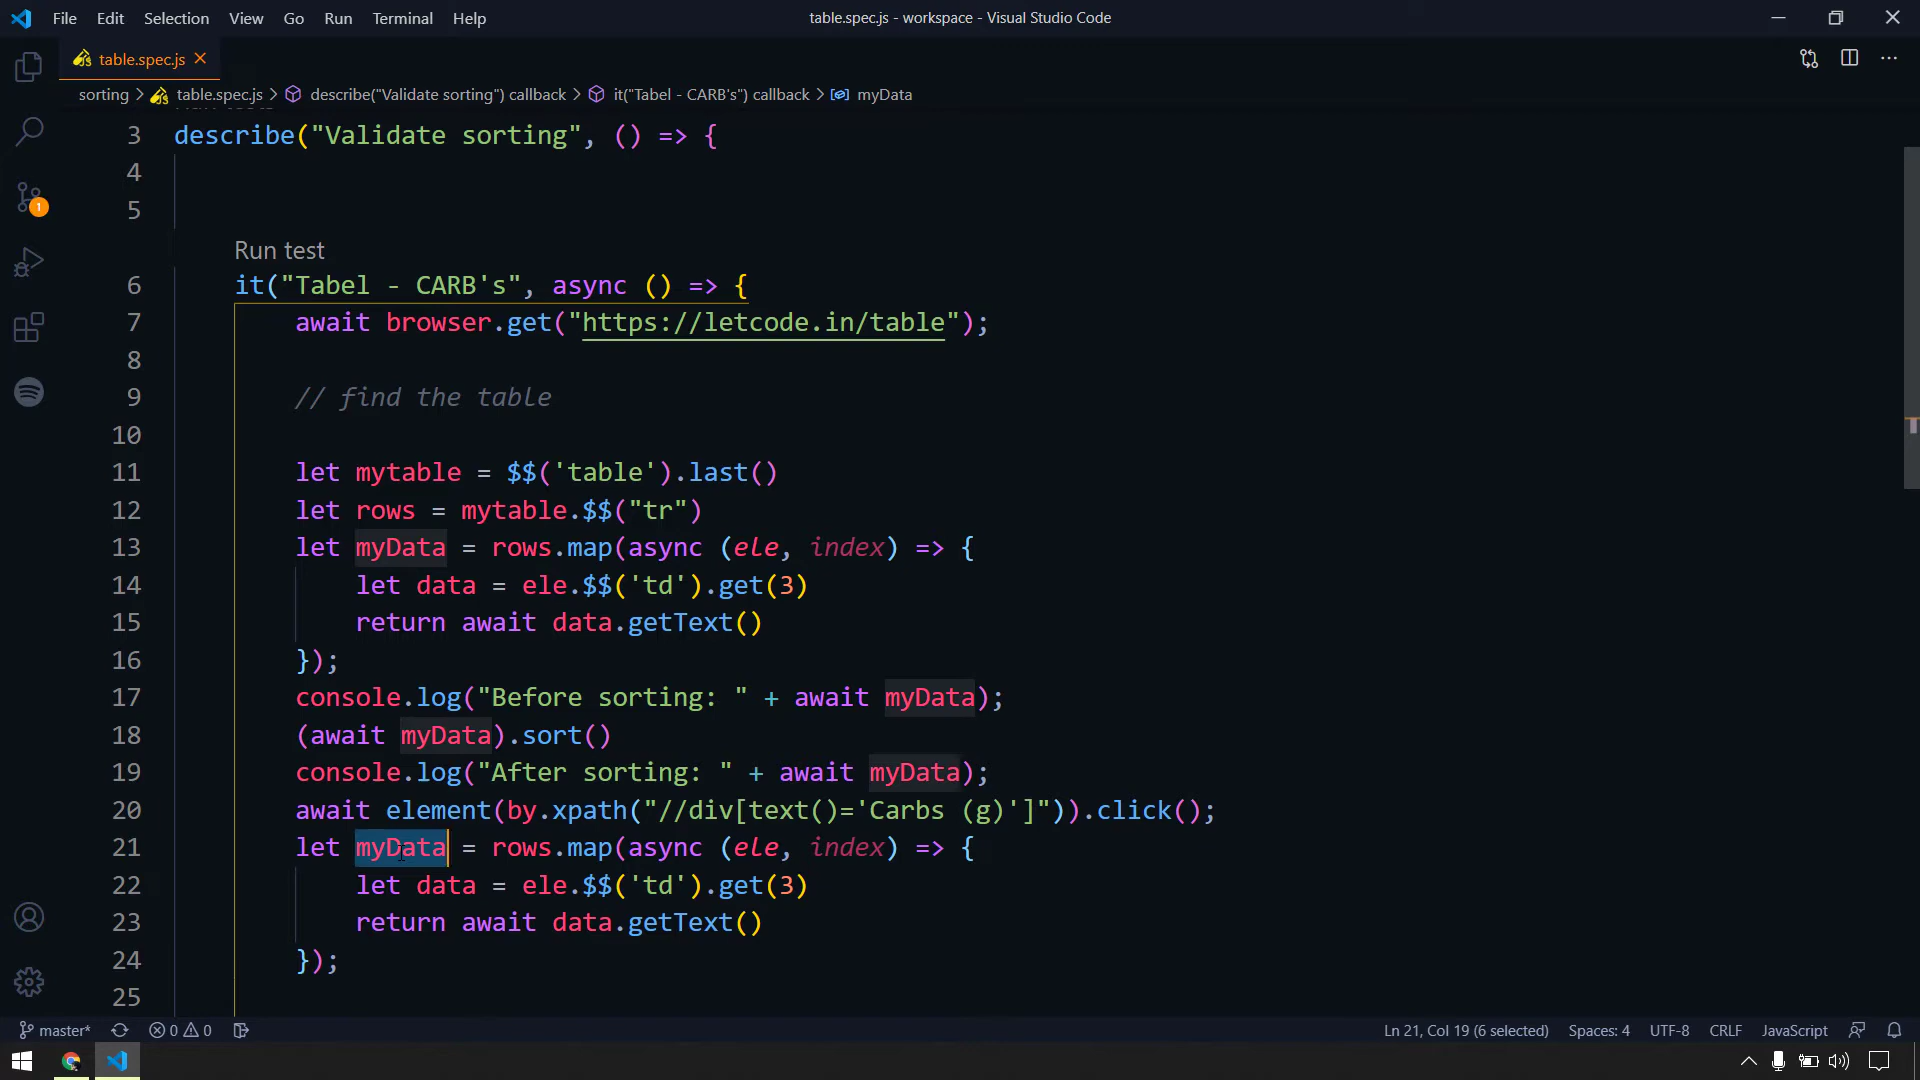 File Edit Selection View Go Run Terminal Help
table.spec.js - workspace - Visual Studio Code
table.spec.js
sorting > table.spec.js > describe("Validate sorting") callback > it("Tabel - CARB's") callback > myData
3 describe("Validate sorting", () => {
4
5
Run test
6 it("Tabel - CARB's", async () => {
7 await browser.get("https://letcode.in/table");
8
9 // find the table
10
11 let mytable = $$('table').last()
12 let rows = mytable.$$("tr")
13 let myData = rows.map(async (ele, index) => {
14 let data = ele.$$('td').get(3)
15 return await data.getText()
16 });
17 console.log("Before sorting: " + await myData);
18 (await myData).sort()
19 console.log("After sorting: " + await myData);
20 await element(by.xpath("//div[text()='Carbs (g)']")).click();
21 let myData = rows.map(async (ele, index) => {
22 let data = ele.$$('td').get(3)
23 return await data.getText()
24 });
25
1
master* 0 0
Ln 21, Col 19 (6 selected) Spaces: 4 UTF-8 CRLF JavaScript